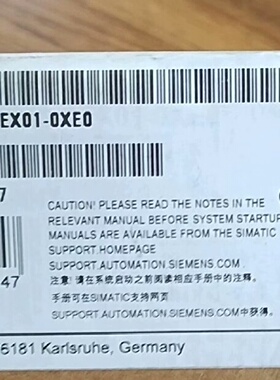 EX01-0XE0
7
CAUTION! PLEASE READ THE NOTES IN THE
RELEVANT MANUAL BEFORE SYSTEM STARTUP
MANUALS ARE AVAILABLE FROM THE SIMATIC
SUPPORT.HOMEPAGE
SUPPORT.AUTOMATION.SIEMENS.COM
注意! 请在系统启动之前阅读相应手册中的注释。
手册可在SIMATIC支持网页
SUPPORT.AUTOMATION.SIEMENS.COM中获得。
47
6181 Karlsruhe, Germany